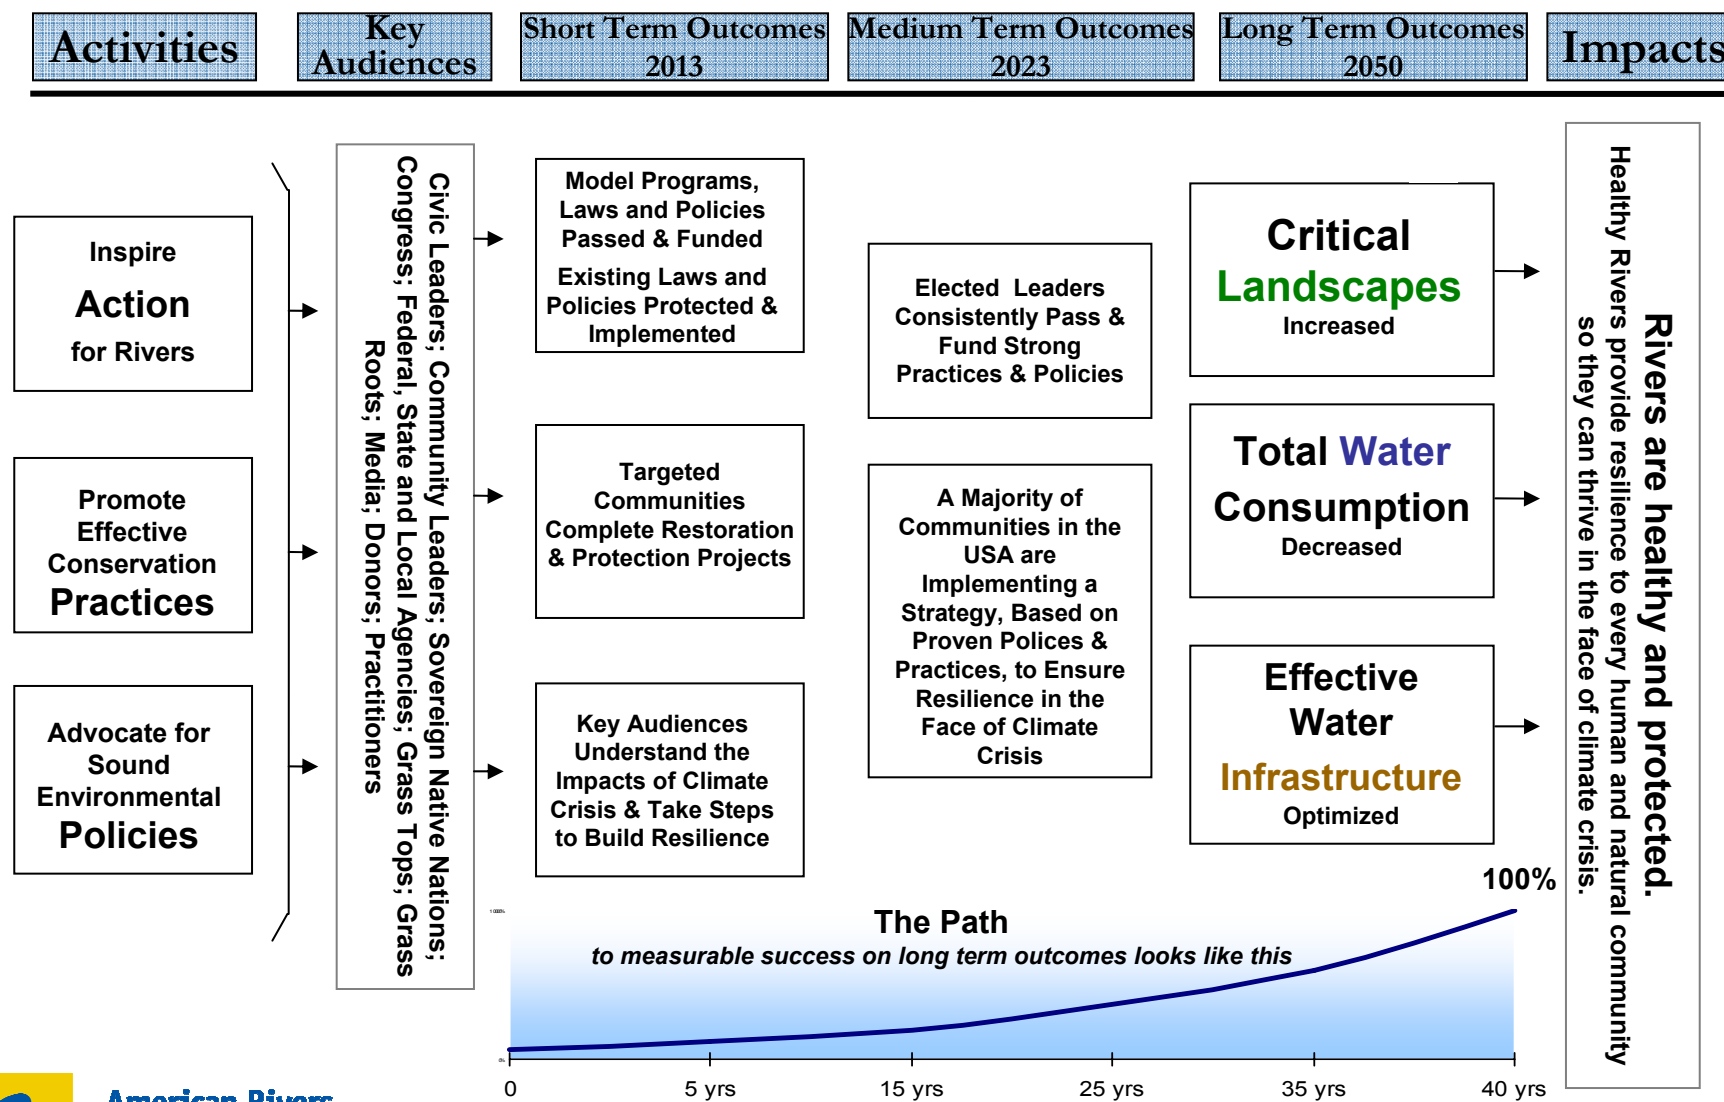 Activities
Key
Audiences
Short Term Outcomes
2013
Medium Term Outcomes
2023
Long Term Outcomes
2050
Impacts
Inspire
Action
for Rivers
Promote
Effective
Conservation
Practices
Advocate for
Sound
Environmental
Policies
Civic Leaders; Community Leaders; Sovereign Native Nations;
Congress; Federal, State and Local Agencies; Grass Tops; Grass
Roots; Media; Donors; Practitioners
Model Programs,
Laws and Policies
Passed & Funded
Existing Laws and
Policies Protected &
Implemented
Targeted
Communities
Complete Restoration
& Protection Projects
Key Audiences
Understand the
Impacts of Climate
Crisis & Take Steps
to Build Resilience
Elected Leaders
Consistently Pass &
Fund Strong
Practices & Policies
A Majority of
Communities in the
USA are
Implementing a
Strategy, Based on
Proven Polices &
Practices, to Ensure
Resilience in the
Face of Climate
Crisis
Critical
Landscapes
Increased
Total Water
Consumption
Decreased
Effective
Water
Infrastructure
Optimized
Rivers are healthy and protected.
Healthy Rivers provide resilience to every human and natural community
so they can thrive in the face of climate crisis.
100%
The Path
to measurable success on long term outcomes looks like this
0%
0 5 yrs 15 yrs 25 yrs 35 yrs 40 yrs
American Rivers